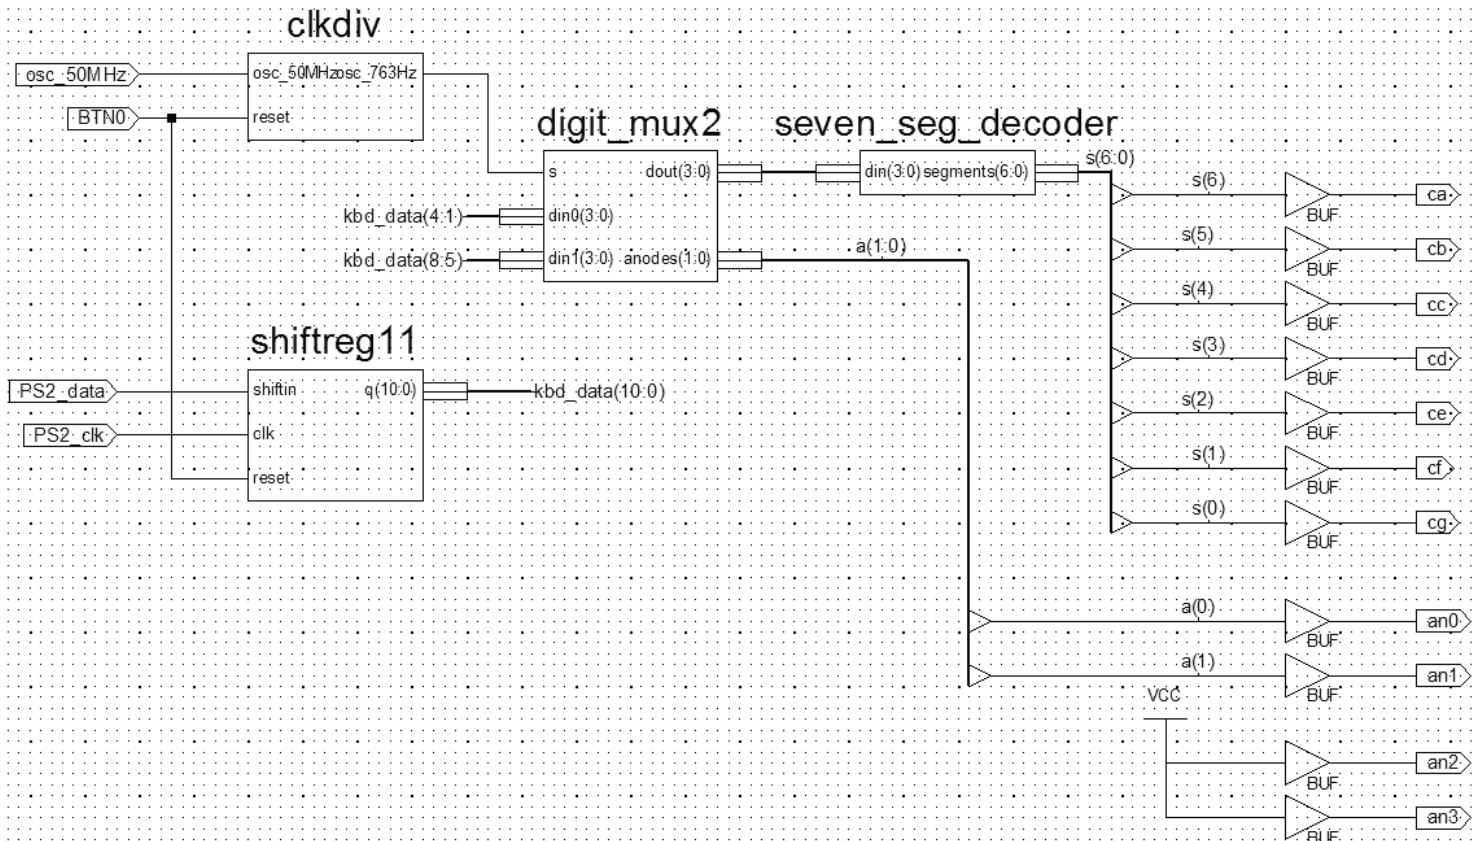 clkdiv
osc_50MHz
osc_50MHz osc_763Hz
BTN0
reset
digit_mux2
seven_seg_decoder
s
dout(3:0)
din(3:0) segments(6:0)
s(6:0)
kbd_data(4:1)
din0(3:0)
kbd_data(8:5)
din1(3:0) anodes(1:0)
a(1:0)
s(6)
BUF
ca
s(5)
BUF
cb
s(4)
BUF
cc
s(3)
BUF
cd
s(2)
BUF
ce
s(1)
BUF
cf
s(0)
BUF
cg
shiftreg11
PS2_data
shiftin
q(10:0)
kbd_data(10:0)
PS2_clk
clk
reset
a(0)
BUF
an0
a(1)
BUF
an1
VCC
BUF
an2
BUF
an3